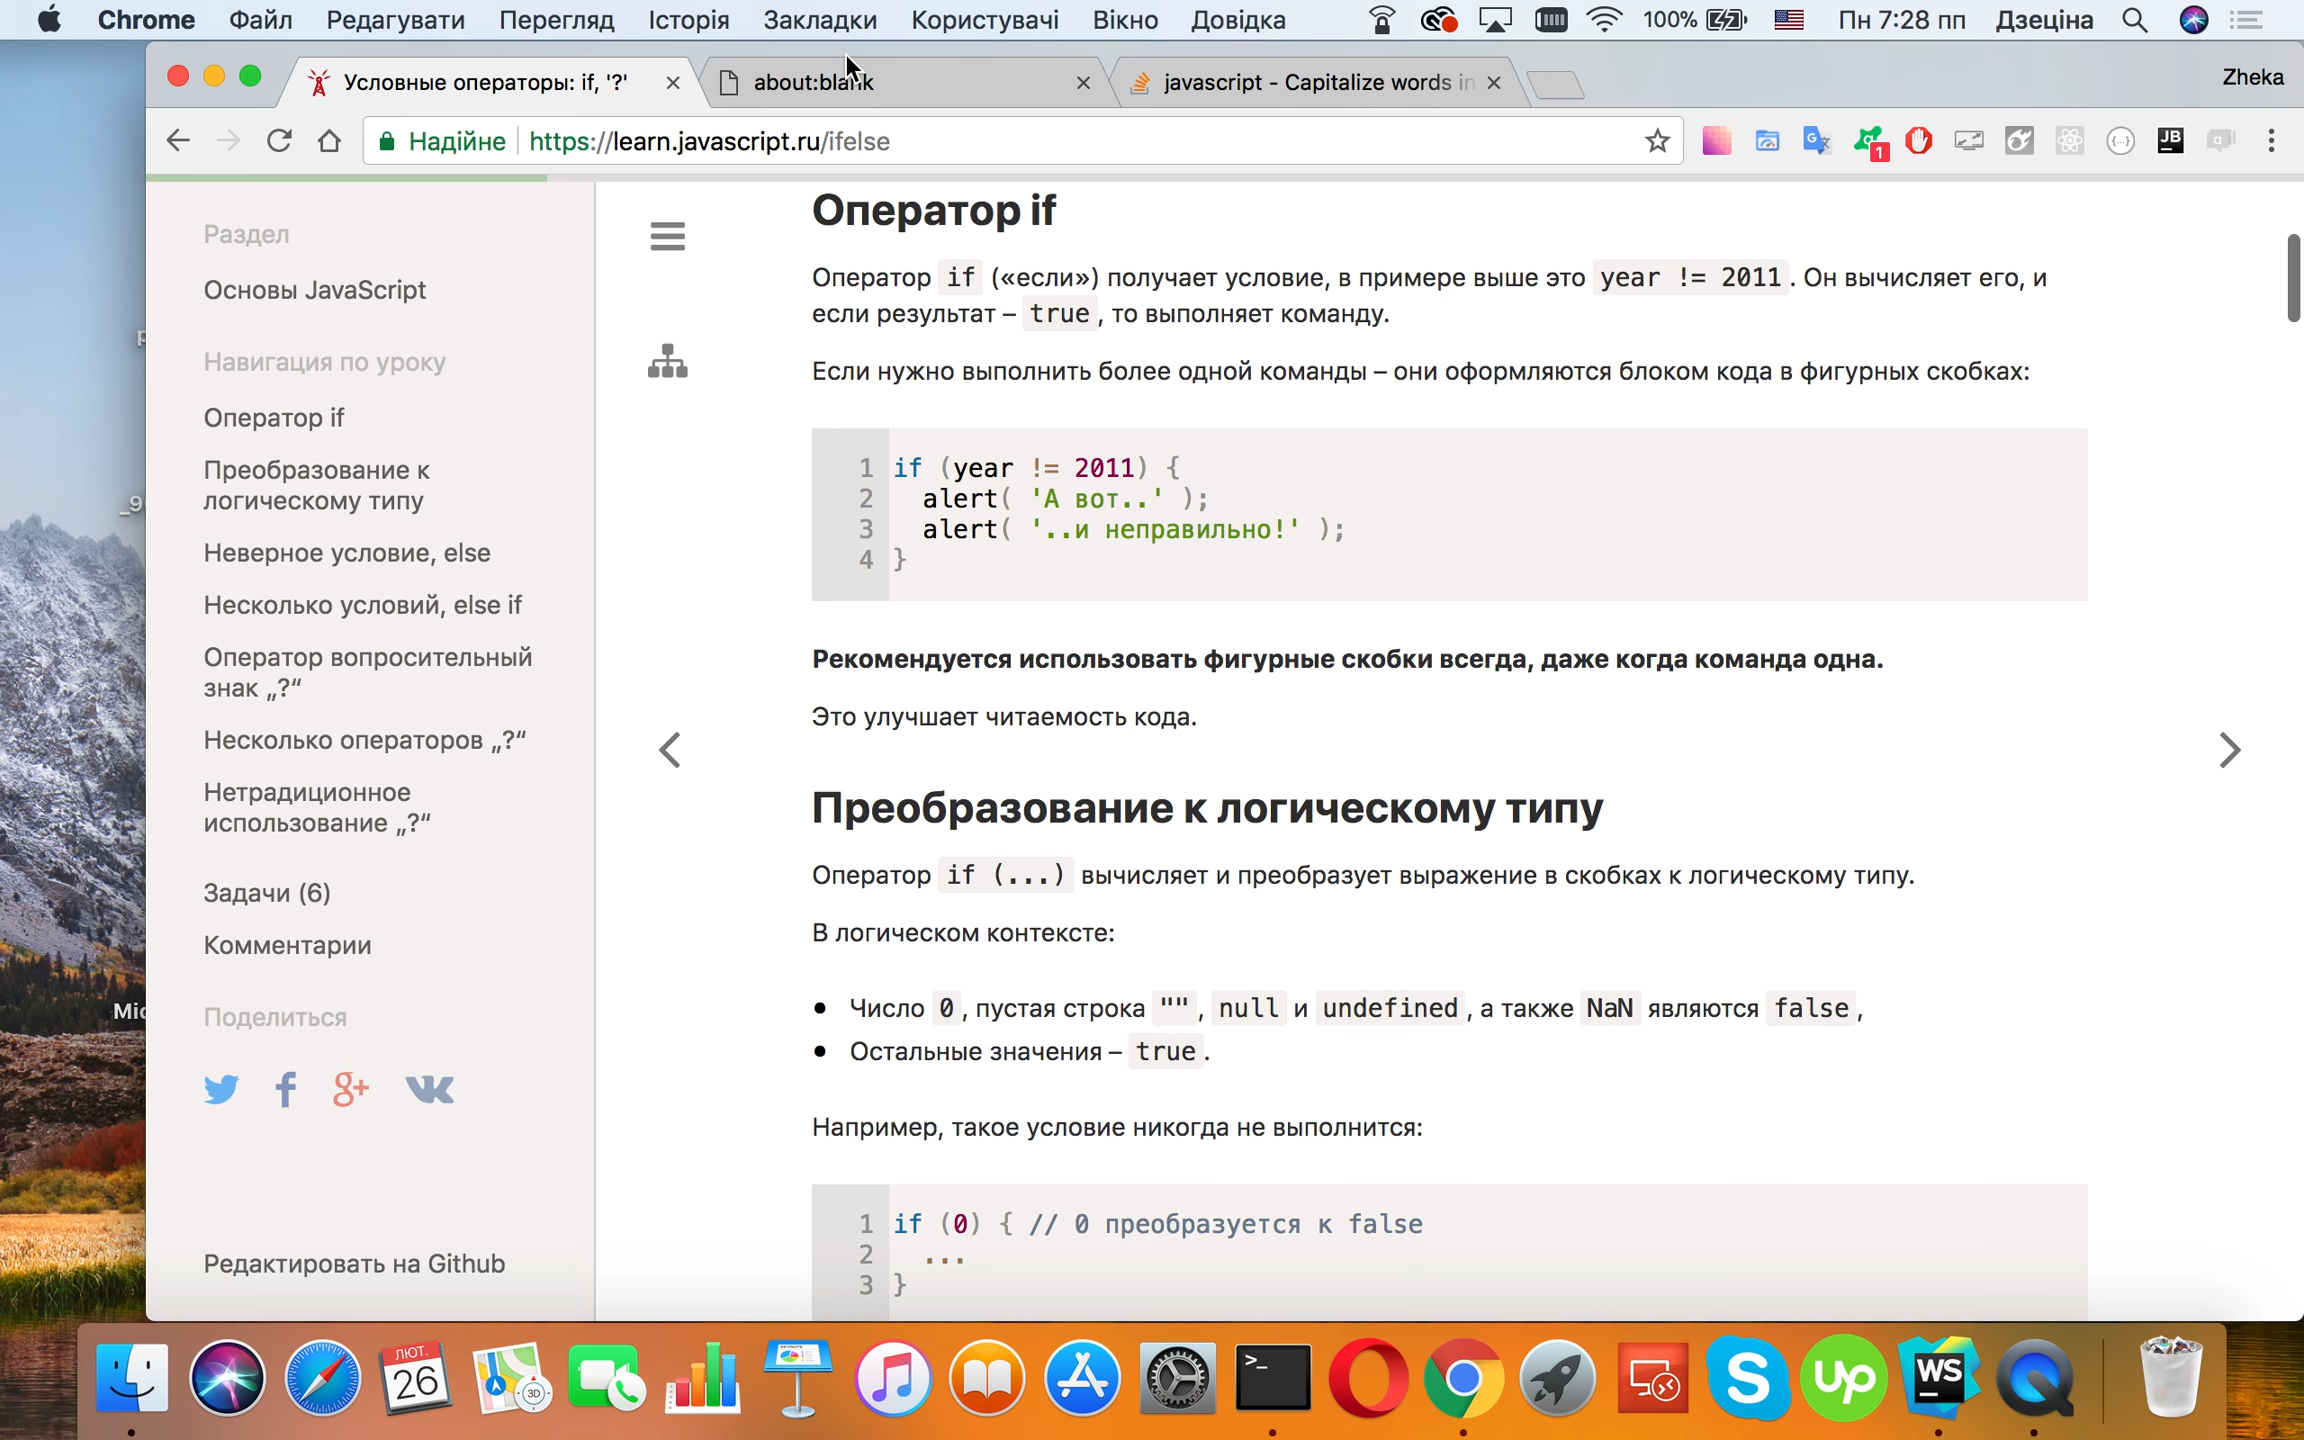 Chrome Файл Редагувати Перегляд Історія Закладки Користувачі Вікно Довідка 100% Пн 7:28 пп Дзеціна
Условные операторы: if, '?' about:blank javascript - Capitalize words in Zheka
Надійне https://learn.javascript.ru/ifelse 1 JB
Раздел
Основы JavaScript
Навигация по уроку
Оператор if
Преобразование к
логическому типу
Неверное условие, else
Несколько условий, else if
Оператор вопросительный
знак „?“
Несколько операторов „?“
Нетрадиционное
использование „?“
Задачи (6)
Комментарии
Поделиться
Редактировать на Github
Оператор if
Оператор if («если») получает условие, в примере выше это year != 2011. Он вычисляет его, и
если результат – true, то выполняет команду.
Если нужно выполнить более одной команды – они оформляются блоком кода в фигурных скобках:
1 if (year != 2011) {
2 alert( 'А вот..' );
3 alert( '..и неправильно!' );
4 }
Рекомендуется использовать фигурные скобки всегда, даже когда команда одна.
Это улучшает читаемость кода.
Преобразование к логическому типу
Оператор if (...) вычисляет и преобразует выражение в скобках к логическому типу.
В логическом контексте:
• Число 0, пустая строка "", null и undefined, а также NaN являются false,
• Остальные значения – true.
Например, такое условие никогда не выполнится:
1 if (0) { // 0 преобразуется к false
2 ...
3 }
_9
Mic
ЛЮТ.
26
3D
>_
S
up
WS